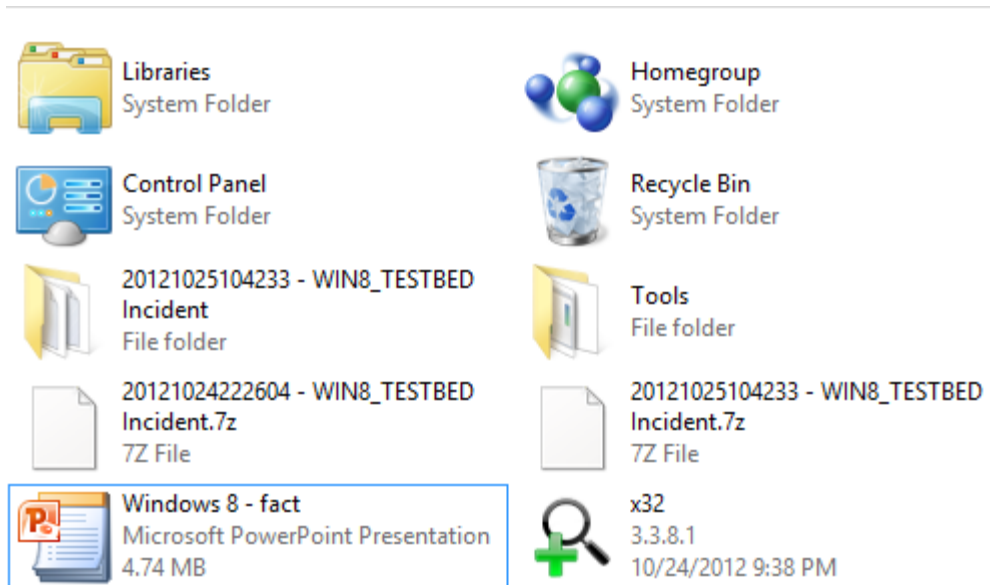 Libraries
System Folder
Homegroup
System Folder
Control Panel
System Folder
Recycle Bin
System Folder
20121025104233 - WIN8_TESTBED
Incident
File folder
Tools
File folder
20121024222604 - WIN8_TESTBED
Incident.7z
7Z File
20121025104233 - WIN8_TESTBED
Incident.7z
7Z File
Windows 8 - fact
Microsoft PowerPoint Presentation
4.74 MB
x32
3.3.8.1
10/24/2012 9:38 PM